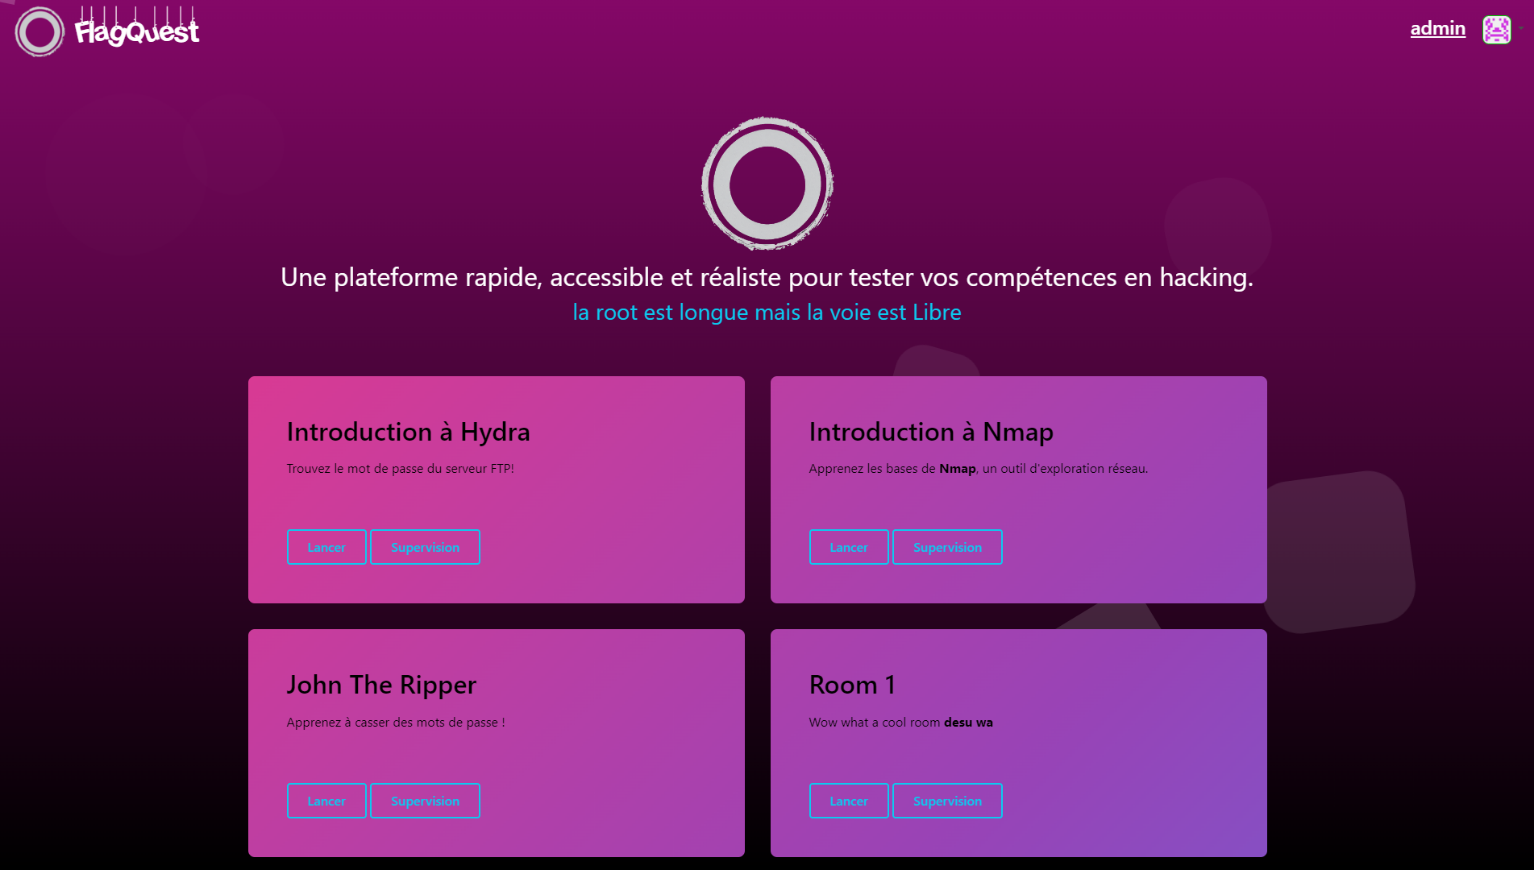 FlagQuest
admin
Une plateforme rapide, accessible et réaliste pour tester vos compétences en hacking.
la root est longue mais la voie est Libre
Introduction à Hydra
Trouvez le mot de passe du serveur FTP!
Lancer Supervision
Introduction à Nmap
Apprenez les bases de Nmap, un outil d'exploration réseau.
Lancer Supervision
John The Ripper
Apprenez à casser des mots de passe !
Lancer Supervision
Room 1
Wow what a cool room desu wa
Lancer Supervision